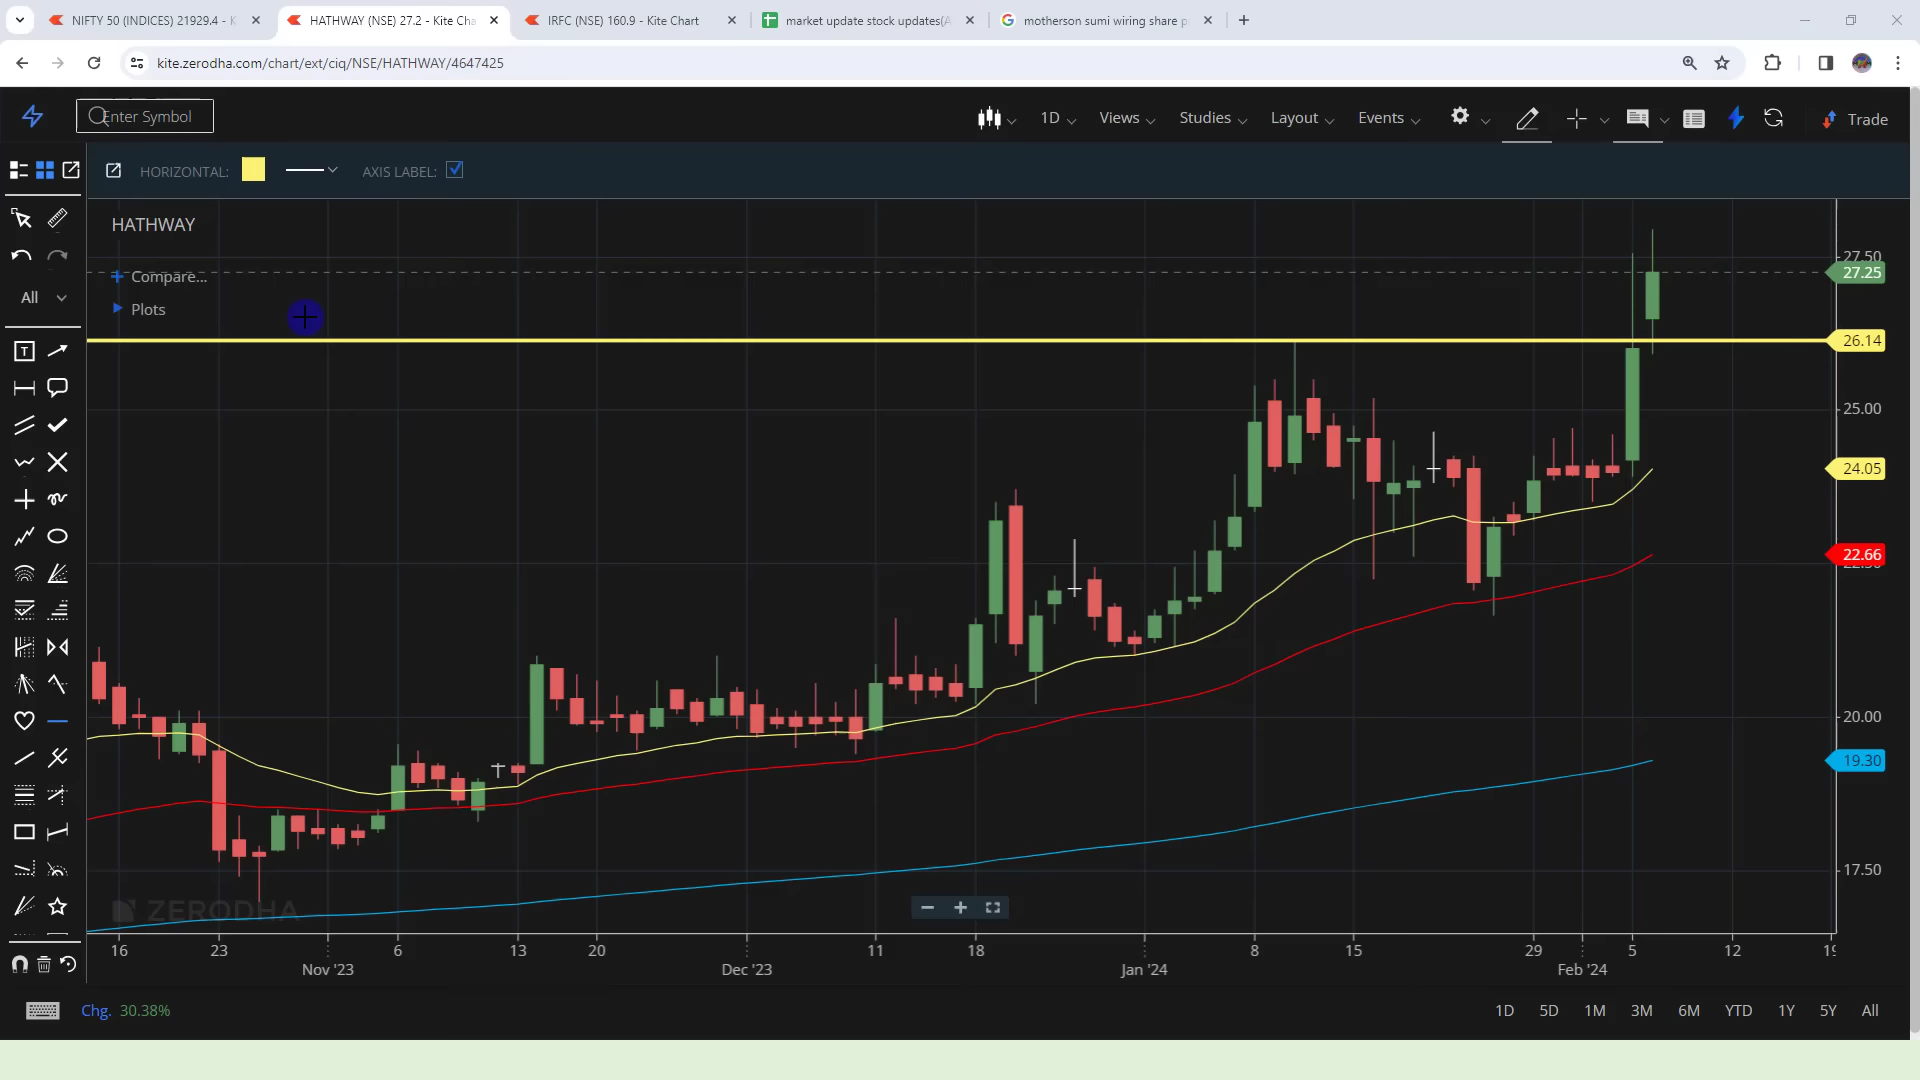 NIFTY 50 (INDICES) 21929.4 - K
HATHWAY (NSE) 27.2 - Kite Cha
IRFC (NSE) 160.9 - Kite Chart
market update stock updates(A
motherson sumi wiring share p
kite.zerodha.com/chart/ext/ciq/NSE/HATHWAY/4647425
Enter Symbol
1D
Views
Studies
Layout
Events
Trade
HORIZONTAL:
AXIS LABEL:
HATHWAY
Compare...
Plots
All
T
27.50
27.25
26.14
25.00
24.05
22.66
22.50
20.00
19.30
17.50
ZERODHA
16 23 6 13 20 11 18 8 15 29 5 12 19
Nov '23 Dec '23 Jan '24 Feb '24
Chg. 30.38%
1D 5D 1M 3M 6M YTD 1Y 5Y All